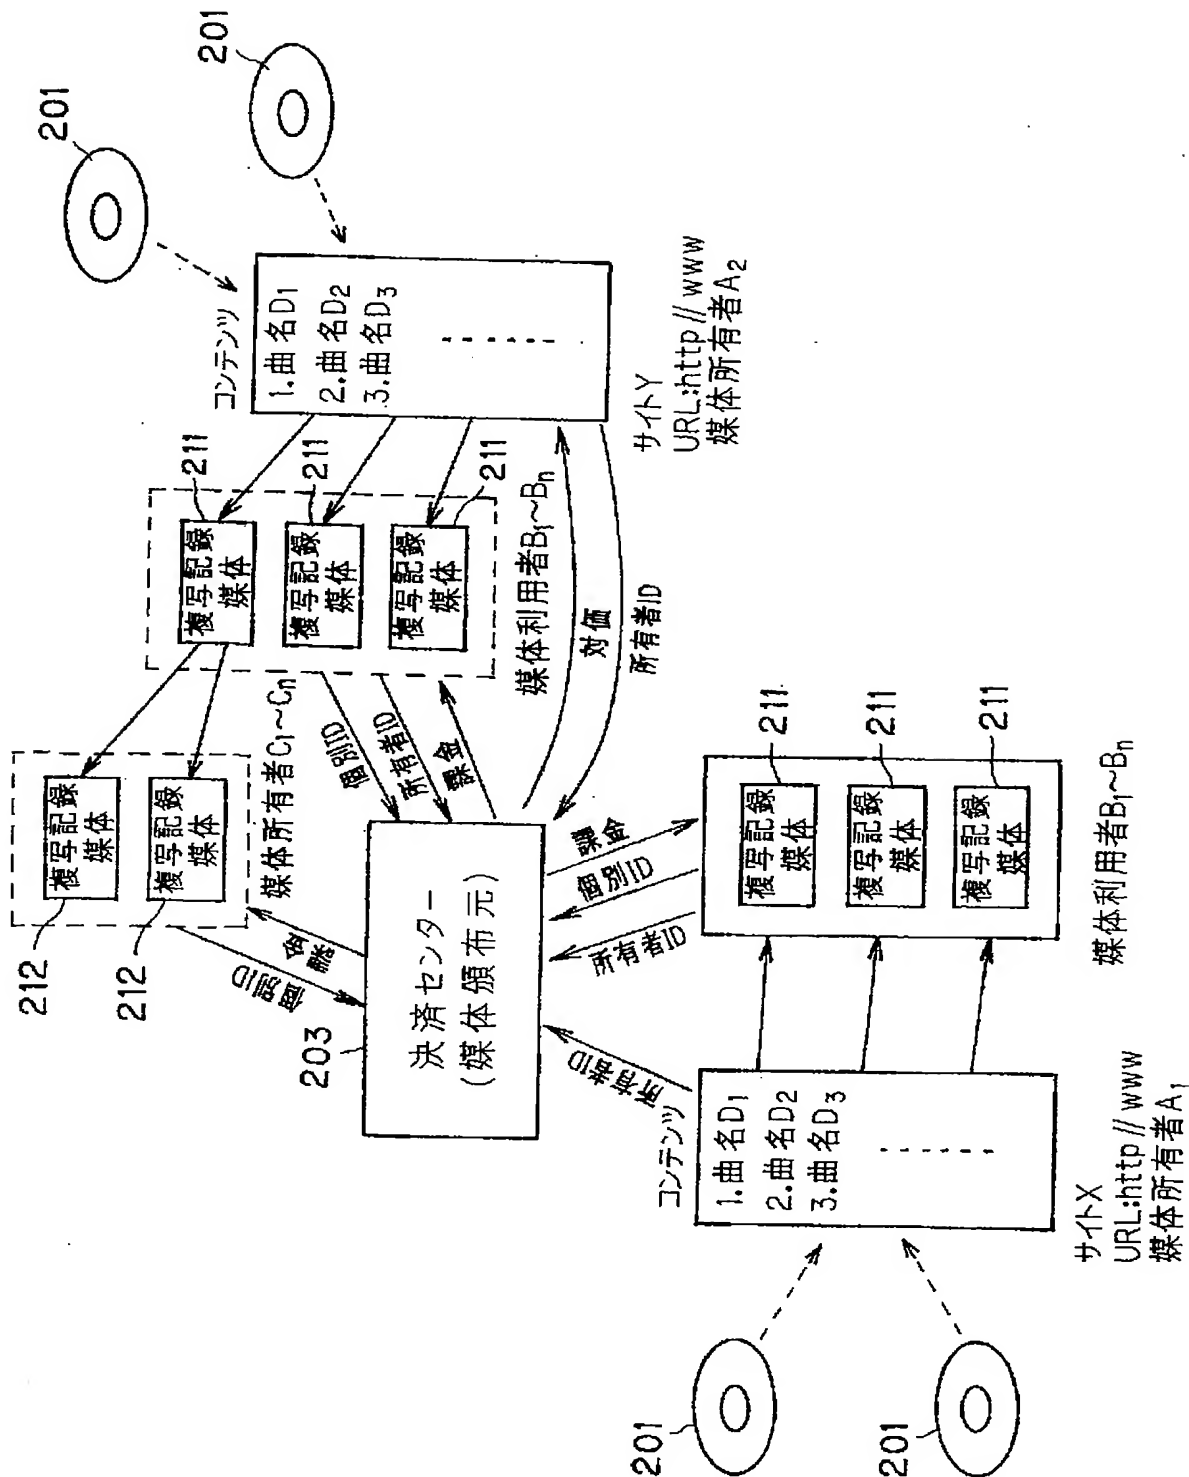 201
201
コンテンツ
1.曲名D1
2.曲名D2
3.曲名D3
・・・・・・
サイトY
URL:http//www
媒体所有者A2
211
複写記録
媒体
211
複写記録
媒体
211
複写記録
媒体
媒体利用者B1~Bn
対価
所有者ID
個別ID
所有者ID
課金
212
複写記録
媒体
212
複写記録
媒体
媒体所有者C1~Cn
個別ID
課金
203
決済センター
(媒体頒布元)
課金
個別ID
所有者ID
所有者ID
211
複写記録
媒体
211
複写記録
媒体
211
複写記録
媒体
媒体利用者B1~Bn
コンテンツ
1.曲名D1
2.曲名D2
3.曲名D3
・・・・・・
サイトX
URL:http//www
媒体所有者A1
201
201